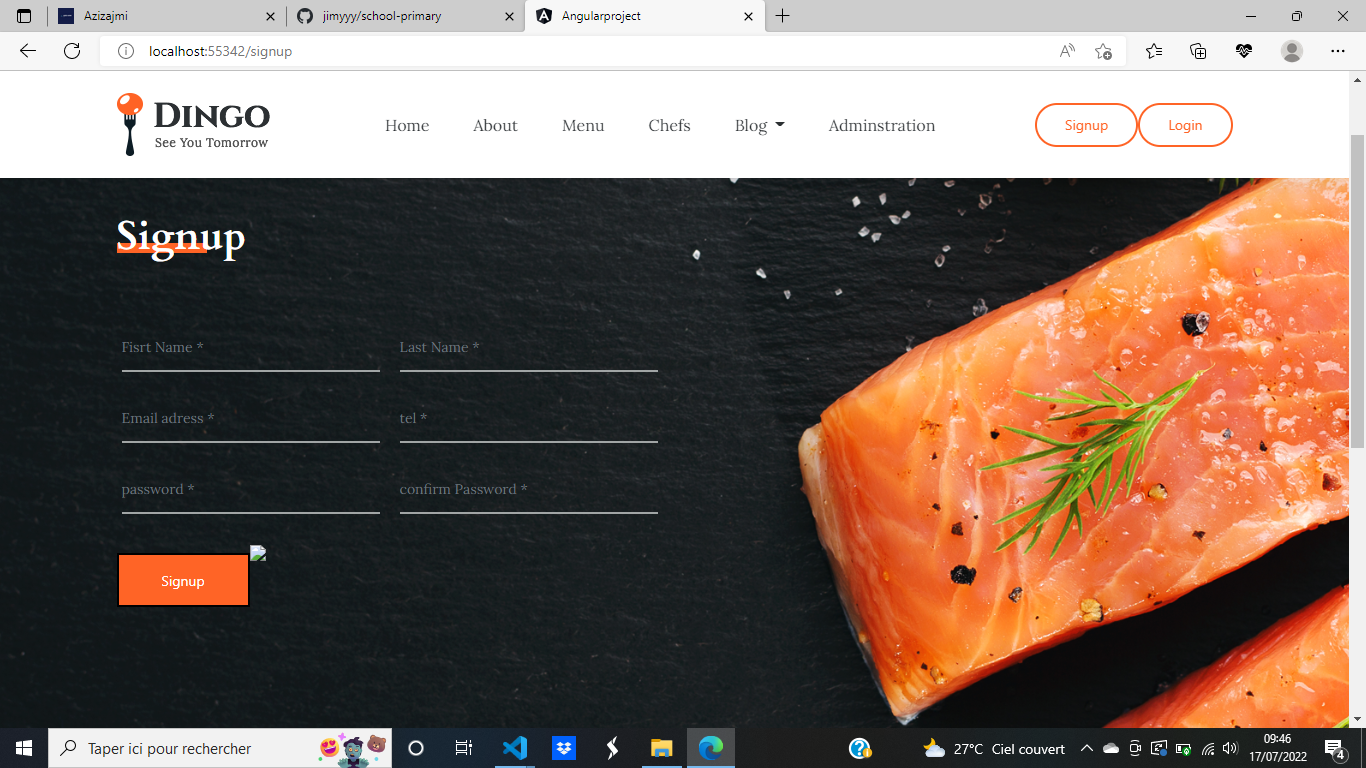 Azizajmi
jimyyy/school-primary
Angularproject
localhost:55342/signup
DINGO
See You Tomorrow
Home
About
Menu
Chefs
Blog
Adminstration
Signup
Login
Signup
Fisrt Name *
Last Name *
Email adress *
tel *
password *
confirm Password *
Signup
Taper ici pour rechercher
27°C Ciel couvert
09:46
17/07/2022
4